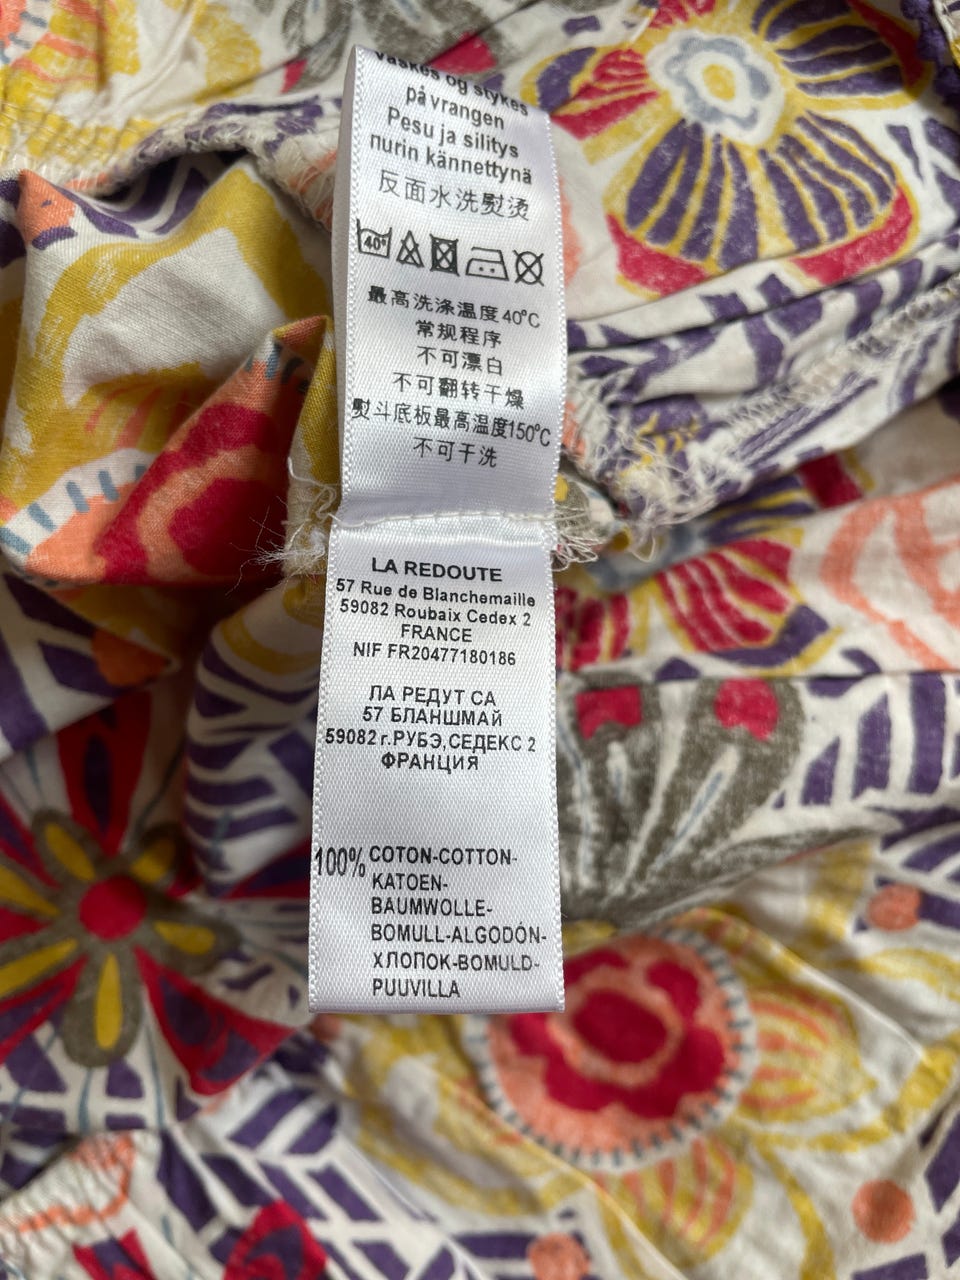 Vaskes og stykes
på vrangen
Pesu ja silitys
nurin kännettynä
反面水洗熨烫
40°
最高洗涤温度40°C
常规程序
不可漂白
不可翻转干燥
熨斗底板最高温度150°C
不可干洗
LA REDOUTE
57 Rue de Blanchemaille
59082 Roubaix Cedex 2
FRANCE
NIF FR20477180186
ЛА РЕДУТ СА
57 БЛАНШМАЙ
59082 г.РУБЭ,СЕДЕКС 2
ФРАНЦИЯ
100% COTON-COTTON-
KATOEN-
BAUMWOLLE-
BOMULL-ALGODÓN-
ХЛОПОК-BOMULD-
PUUVILLA